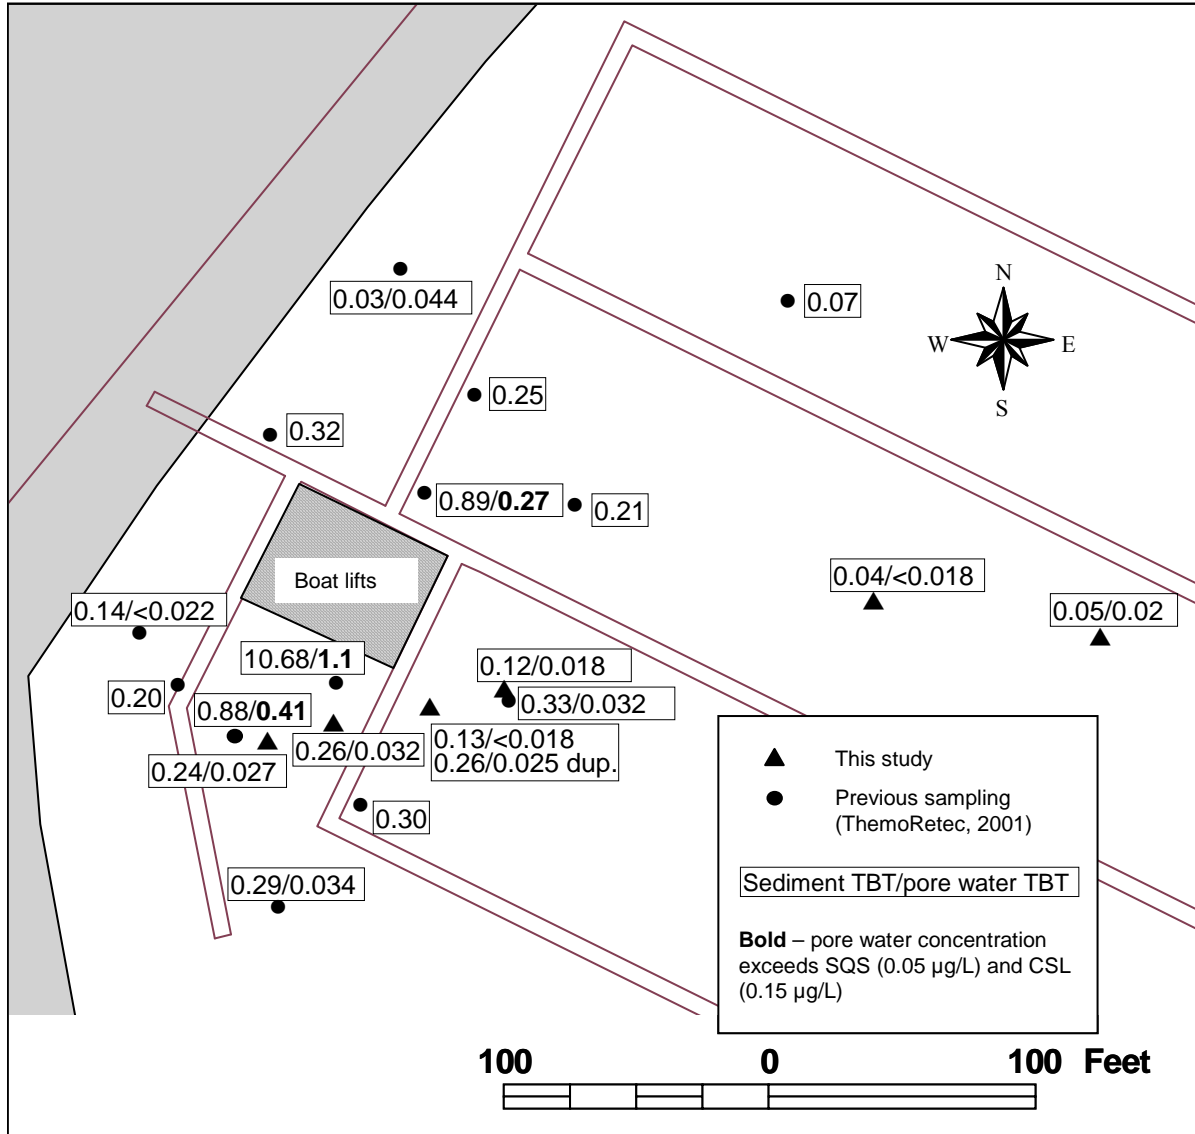 N
0.03/0.044
0.07
W
E
S
0.25
0.32
0.89/0.27
0.21
0.04/<0.018
Boat lifts
0.14/<0.022
0.05/0.02
10.68/1.1
0.12/0.018
0.20
0.33/0.032
0.88/0.41
0.26/0.032
0.13/<0.018
0.26/0.025 dup.
0.24/0.027
0.30
0.29/0.034
This study
Previous sampling
(ThemoRetec, 2001)
Sediment TBT/pore water TBT
Bold – pore water concentration
exceeds SQS (0.05 µg/L) and CSL
(0.15 µg/L)
100 0 100 Feet